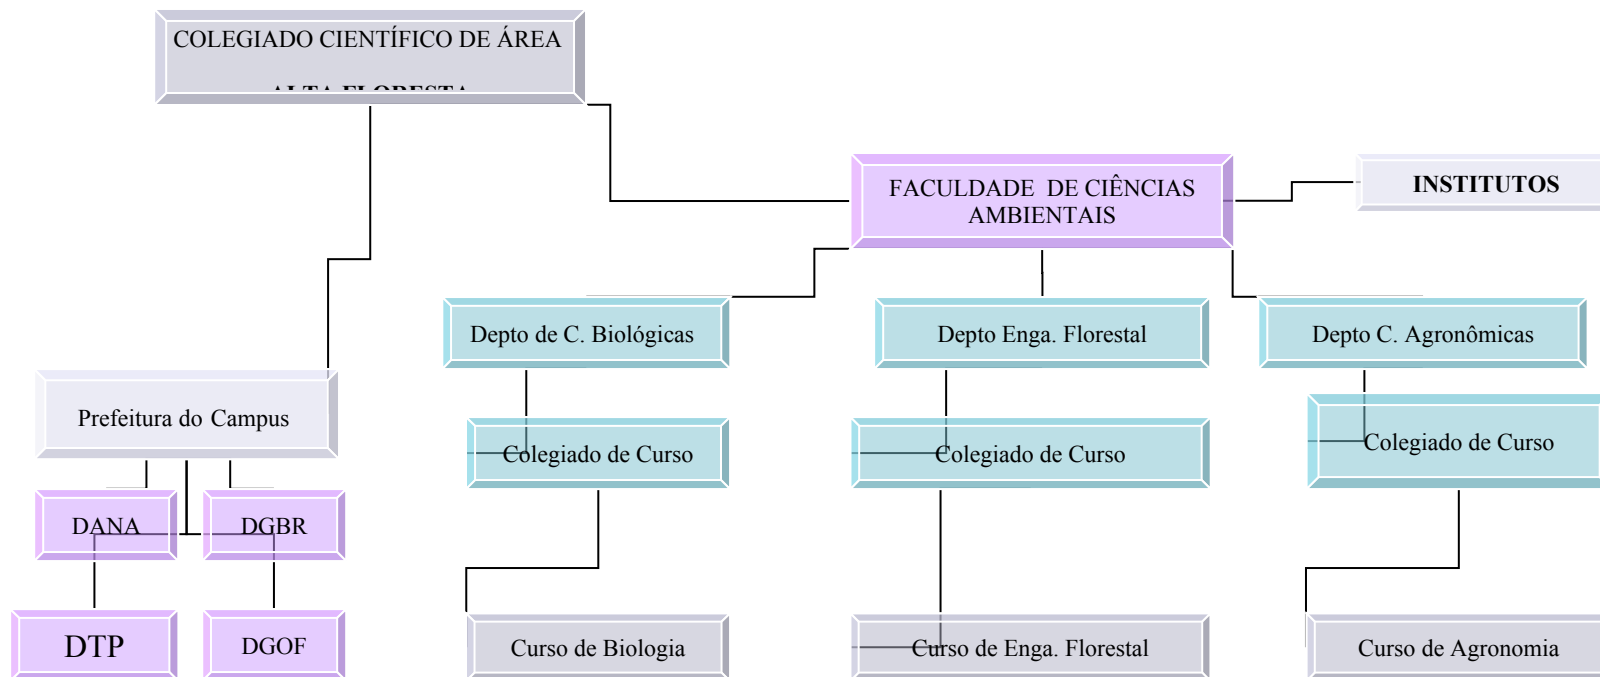 COLEGIADO CIENTÍFICO DE ÁREA
ALTA FLORESTA
FACULDADE DE CIÊNCIAS
AMBIENTAIS
INSTITUTOS
Depto de C. Biológicas
Depto Enga. Florestal
Depto C. Agronômicas
Prefeitura do Campus
Colegiado de Curso
Colegiado de Curso
Colegiado de Curso
DANA
DGBR
DTP
DGOF
Curso de Biologia
Curso de Enga. Florestal
Curso de Agronomia